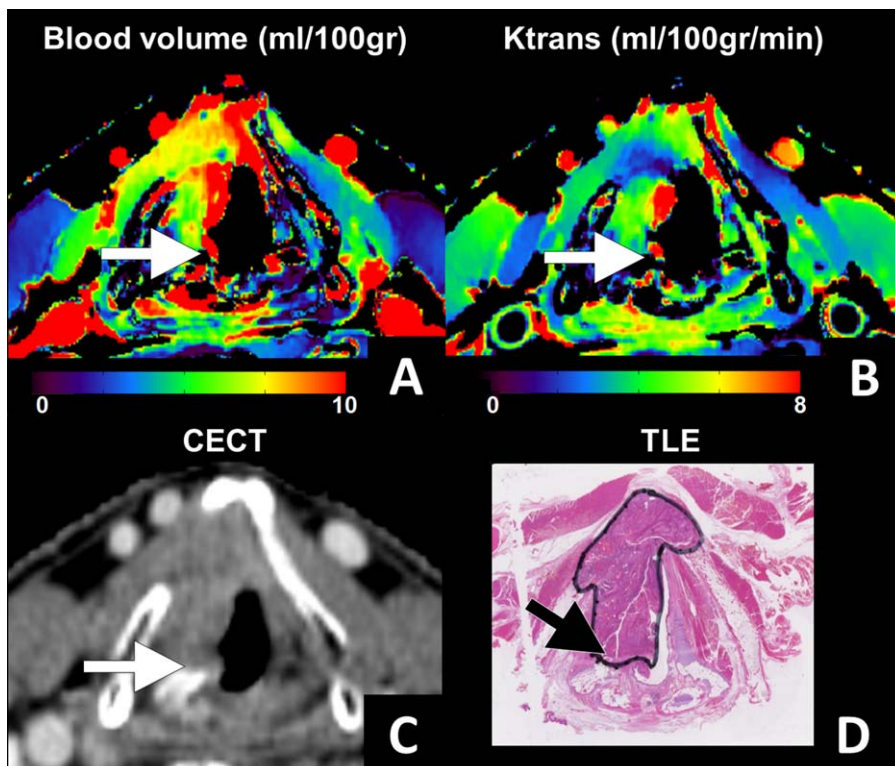 Blood volume (ml/100gr)
Ktrans (ml/100gr/min)
0
10
A
0
8
B
CECT
TLE
C
D